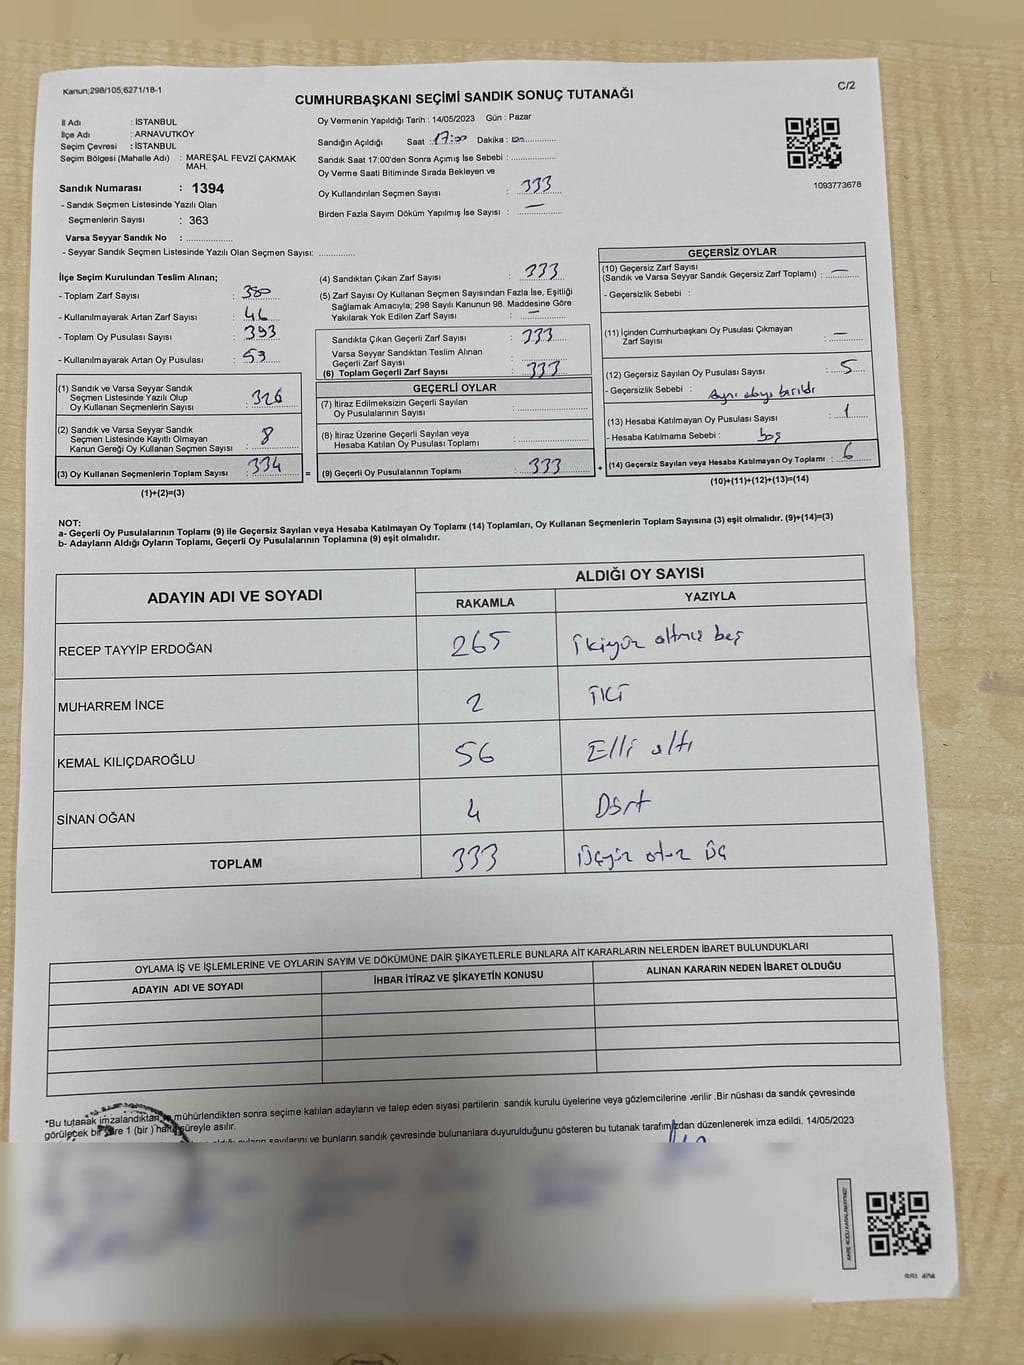 Kanun;298/105;6271/18-1
C/2
CUMHURBAŞKANI SEÇİMİ SANDIK SONUÇ TUTANAĞI
İl Adı : İSTANBUL
İlçe Adı : ARNAVUTKÖY
Seçim Çevresi : İSTANBUL
Seçim Bölgesi (Mahalle Adı) : MAREŞAL FEVZİ ÇAKMAK
MAH.
Sandık Numarası : 1394
- Sandık Seçmen Listesinde Yazılı Olan
Seçmenlerin Sayısı : 363
Varsa Seyyar Sandık No : ..................
- Seyyar Sandık Seçmen Listesinde Yazılı Olan Seçmen Sayısı: ..............
Oy Vermenin Yapıldığı Tarih : 14/05/2023 Gün : Pazar
Sandığın Açıldığı Saat : 17:00 Dakika :
Sandık Saat 17:00'den Sonra Açımış İse Sebebi : ..................
Oy Verme Saati Bitiminde Sırada Bekleyen ve
Oy Kullandırılan Seçmen Sayısı : 333
Birden Fazla Sayım Döküm Yapılmış İse Sayısı : —
1093773678
İlçe Seçim Kurulundan Teslim Alınan;
- Toplam Zarf Sayısı : 380
- Kullanılmayarak Artan Zarf Sayısı : 46
- Toplam Oy Pusulası Sayısı : 393
- Kullanılmayarak Artan Oy Pusulası : 53
(1) Sandık ve Varsa Seyyar Sandık
Seçmen Listesinde Yazılı Olup
Oy Kullanan Seçmenlerin Sayısı : 326
(2) Sandık ve Varsa Seyyar Sandık
Seçmen Listesinde Kayıtlı Olmayan
Kanun Gereği Oy Kullanan Seçmen Sayısı : 8
(3) Oy Kullanan Seçmenlerin Toplam Sayısı : 334 =
(1)+(2)=(3)
(4) Sandıktan Çıkan Zarf Sayısı : 333
(5) Zarf Sayısı Oy Kullanan Seçmen Sayısından Fazla İse, Eşitliği
Sağlamak Amacıyla; 298 Sayılı Kanunun 98. Maddesine Göre
Yakılarak Yok Edilen Zarf Sayısı : —
Sandıkta Çıkan Geçerli Zarf Sayısı : 333
Varsa Seyyar Sandıktan Teslim Alınan
Geçerli Zarf Sayısı :
(6) Toplam Geçerli Zarf Sayısı : 333
GEÇERLİ OYLAR
(7) İtiraz Edilmeksizin Geçerli Sayılan
Oy Pusulalarının Sayısı : ..................
(8) İtiraz Üzerine Geçerli Sayılan veya
Hesaba Katılan Oy Pusulası Toplamı : ..................
(9) Geçerli Oy Pusulalarının Toplamı : 333 +
GEÇERSİZ OYLAR
(10) Geçersiz Zarf Sayısı
(Sandık ve Varsa Seyyar Sandık Geçersiz Zarf Toplamı) : —
- Geçersizlik Sebebi :
(11) İçinden Cumhurbaşkanı Oy Pusulası Çıkmayan
Zarf Sayısı : —
(12) Geçersiz Sayılan Oy Pusulası Sayısı : 5
- Geçersizlik Sebebi :
(13) Hesaba Katılmayan Oy Pusulası Sayısı : 1
- Hesaba Katılmama Sebebi : boş
(14) Geçersiz Sayılan veya Hesaba Katılmayan Oy Toplamı : 6
(10)+(11)+(12)+(13)=(14)
NOT:
a- Geçerli Oy Pusulalarının Toplamı (9) ile Geçersiz Sayılan veya Hesaba Katılmayan Oy Toplamı (14) Toplamları, Oy Kullanan Seçmenlerin Toplam Sayısına (3) eşit olmalıdır. (9)+(14)=(3)
b- Adayların Aldığı Oyların Toplamı, Geçerli Oy Pusulalarının Toplamına (9) eşit olmalıdır.
ADAYIN ADI VE SOYADI
ALDIĞI OY SAYISI
RAKAMLA YAZIYLA
RECEP TAYYİP ERDOĞAN 265 İkiyüz altmış beş
MUHARREM İNCE 2 İKİ
KEMAL KILIÇDAROĞLU 56 Elli altı
SİNAN OĞAN 4 Dört
TOPLAM 333 Üçyüz otuz üç
OYLAMA İŞ VE İŞLEMLERİNE VE OYLARIN SAYIM VE DÖKÜMÜNE DAİR ŞİKAYETLERLE BUNLARA AİT KARARLARIN NELERDEN İBARET BULUNDUKLARI
ADAYIN ADI VE SOYADI İHBAR İTİRAZ VE ŞİKAYETİN KONUSU ALINAN KARARIN NEDEN İBARET OLDUĞU
*Bu tutanak imzalandıktan ve mühürlendikten sonra seçime katılan adayların ve talep eden siyasi partilerin sandık kurulu üyelerine veya gözlemcilerine verilir .Bir nüshası da sandık çevresinde
görülecek bir yere 1 (bir ) hafta süreyle asılır.
sayılarını ve bunların sandık çevresinde bulunanlara duyurulduğunu gösteren bu tutanak tarafımızdan düzenlenerek imza edildi. 14/05/2023